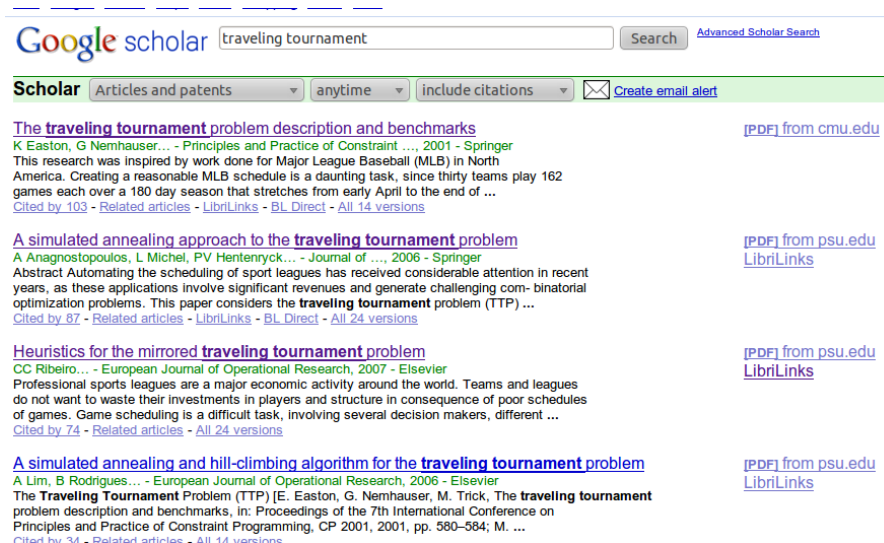 Google scholar traveling tournament Search Advanced Scholar Search
Scholar Articles and patents anytime include citations Create email alert
The traveling tournament problem description and benchmarks [PDF] from cmu.edu
K Easton, G Nemhauser... - Principles and Practice of Constraint ..., 2001 - Springer
This research was inspired by work done for Major League Baseball (MLB) in North
America. Creating a reasonable MLB schedule is a daunting task, since thirty teams play 162
games each over a 180 day season that stretches from early April to the end of ...
Cited by 103 - Related articles - LibriLinks - BL Direct - All 14 versions
A simulated annealing approach to the traveling tournament problem [PDF] from psu.edu
A Anagnostopoulos, L Michel, PV Hentenryck... - Journal of ..., 2006 - Springer LibriLinks
Abstract Automating the scheduling of sport leagues has received considerable attention in recent
years, as these applications involve significant revenues and generate challenging com- binatorial
optimization problems. This paper considers the traveling tournament problem (TTP) ...
Cited by 87 - Related articles - LibriLinks - BL Direct - All 24 versions
Heuristics for the mirrored traveling tournament problem [PDF] from psu.edu
CC Ribeiro... - European Journal of Operational Research, 2007 - Elsevier LibriLinks
Professional sports leagues are a major economic activity around the world. Teams and leagues
do not want to waste their investments in players and structure in consequence of poor schedules
of games. Game scheduling is a difficult task, involving several decision makers, different ...
Cited by 74 - Related articles - All 24 versions
A simulated annealing and hill-climbing algorithm for the traveling tournament problem [PDF] from psu.edu
A Lim, B Rodrigues... - European Journal of Operational Research, 2006 - Elsevier LibriLinks
The Traveling Tournament Problem (TTP) [E. Easton, G. Nemhauser, M. Trick, The traveling tournament
problem description and benchmarks, in: Proceedings of the 7th International Conference on
Principles and Practice of Constraint Programming, CP 2001, 2001, pp. 580–584; M. ...
Cited by 34 - Related articles - All 14 versions